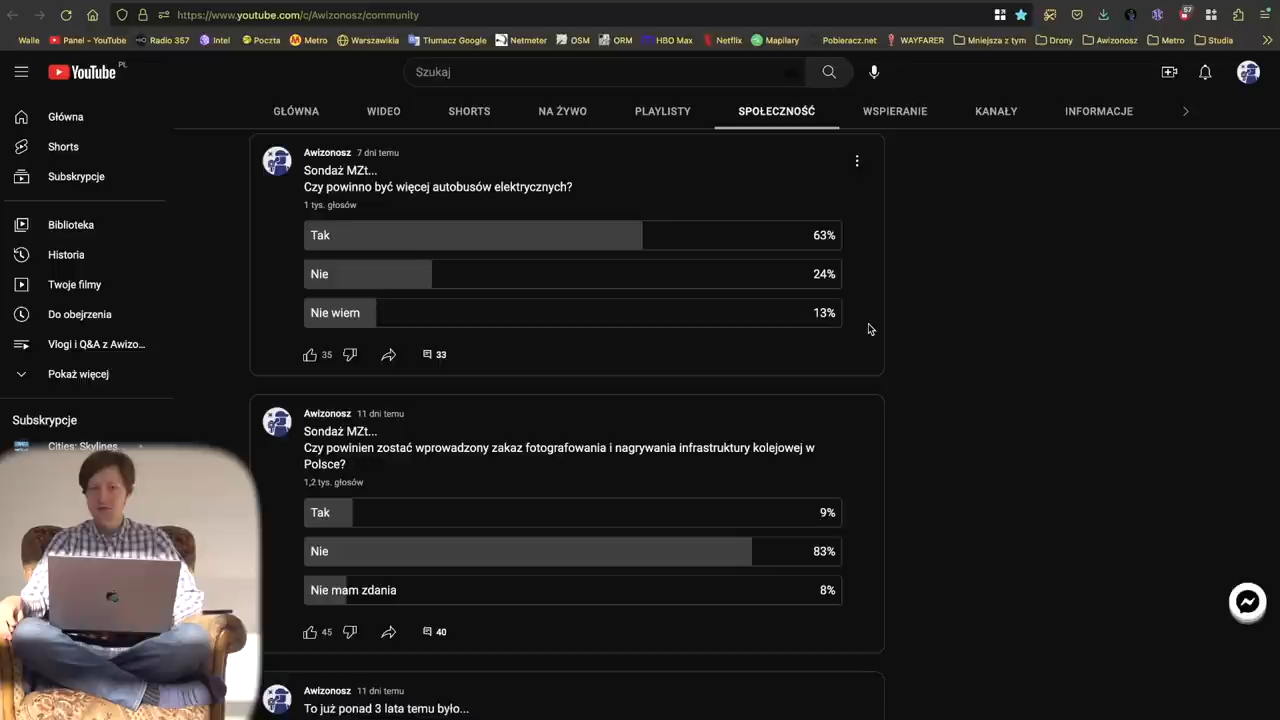 https://www.youtube.com/c/Awizonosz/community
57
Walle
Panel - YouTube
Radio 357
Intel
Poczta
Metro
Warszawikia
Tłumacz Google
Netmeter
OSM
ORM
HBO Max
Netflix
Mapilary
Pobieracz.net
WAYFARER
Mniejsza z tym
Drony
Awizonosz
Metro
Studia
YouTube PL
Szukaj
GŁÓWNA
WIDEO
SHORTS
NA ŻYWO
PLAYLISTY
SPOŁECZNOŚĆ
WSPIERANIE
KANAŁY
INFORMACJE
Główna
Shorts
Subskrypcje
Biblioteka
Historia
Twoje filmy
Do obejrzenia
Vlogi i Q&A z Awizo...
Pokaż więcej
Subskrypcje
Cities: Skylines
Awizonosz 7 dni temu
Sondaż MZt...
Czy powinno być więcej autobusów elektrycznych?
1 tys. głosów
Tak 63%
Nie 24%
Nie wiem 13%
35 33
Awizonosz 11 dni temu
Sondaż MZt...
Czy powinien zostać wprowadzony zakaz fotografowania i nagrywania infrastruktury kolejowej w
Polsce?
1,2 tys. głosów
Tak 9%
Nie 83%
Nie mam zdania 8%
45 40
Awizonosz 11 dni temu
To już ponad 3 lata temu było...